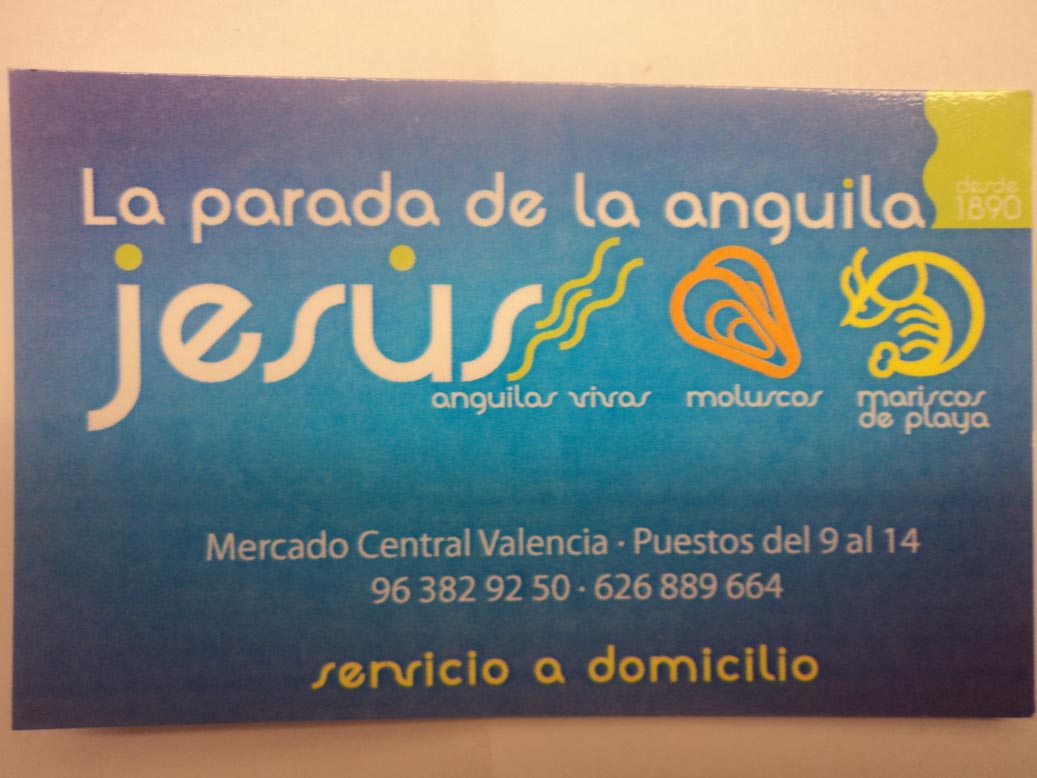 La parada de la anguila
desde
1890
jesús
anguilas vivas
moluscos
mariscos
de playa
Mercado Central Valencia · Puestos del 9 al 14
96 382 92 50 · 626 889 664
servicio a domicilio